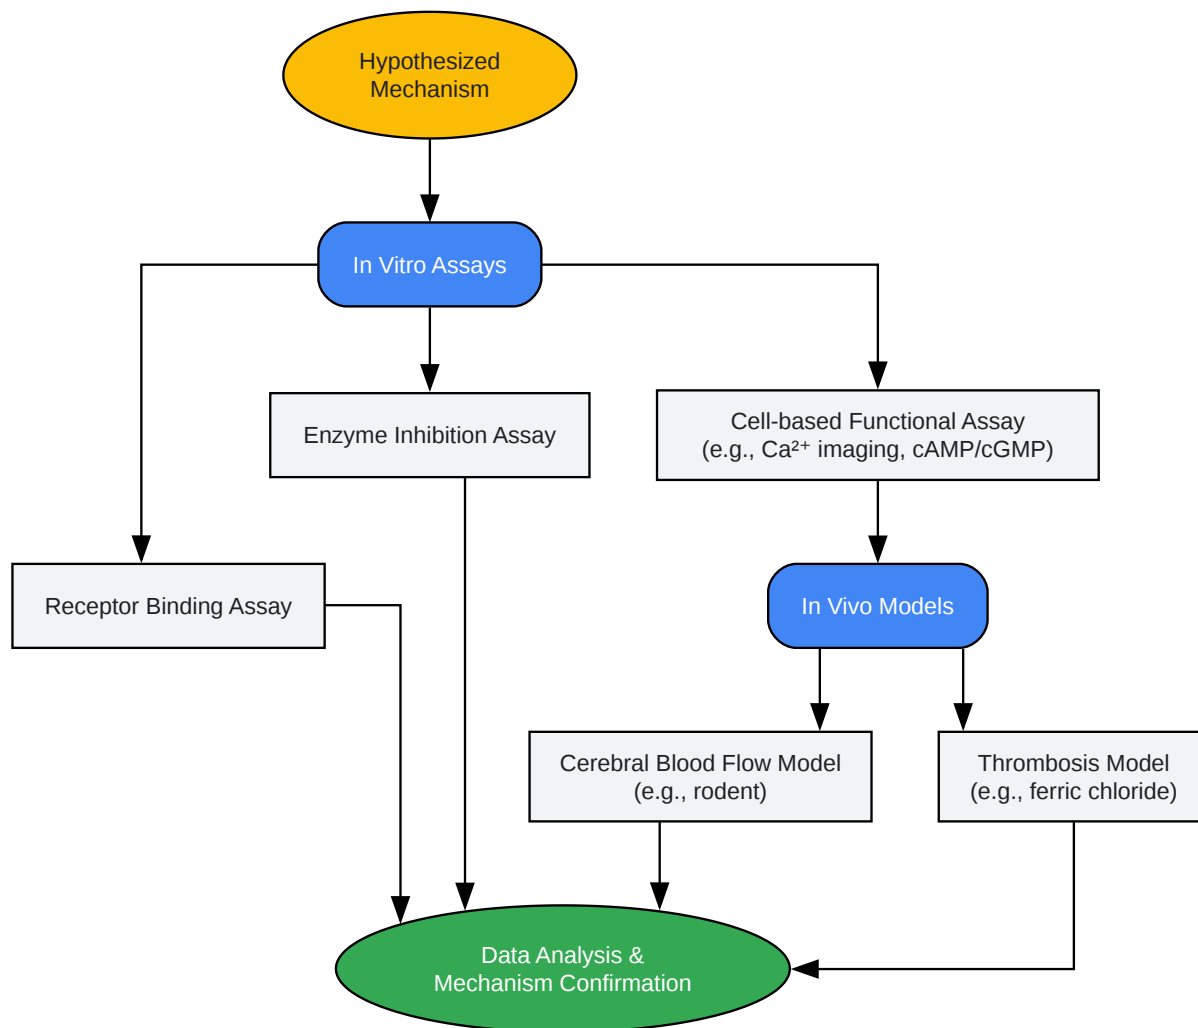 Hypothesized
Mechanism
In Vitro Assays
Enzyme Inhibition Assay
Cell-based Functional Assay
(e.g., Ca²⁺ imaging, cAMP/cGMP)
Receptor Binding Assay
In Vivo Models
Cerebral Blood Flow Model
(e.g., rodent)
Thrombosis Model
(e.g., ferric chloride)
Data Analysis &
Mechanism Confirmation